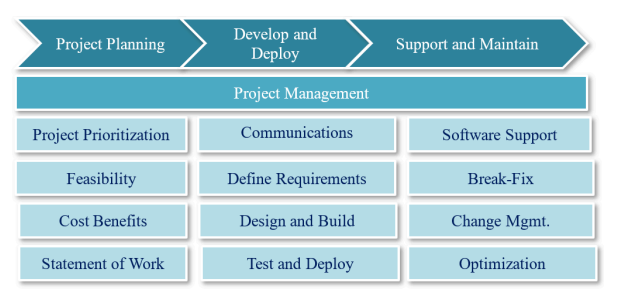 Project Planning
Develop and
Deploy
Support and Maintain
Project Management
Project Prioritization
Communications
Software Support
Feasibility
Define Requirements
Break-Fix
Cost Benefits
Design and Build
Change Mgmt.
Statement of Work
Test and Deploy
Optimization